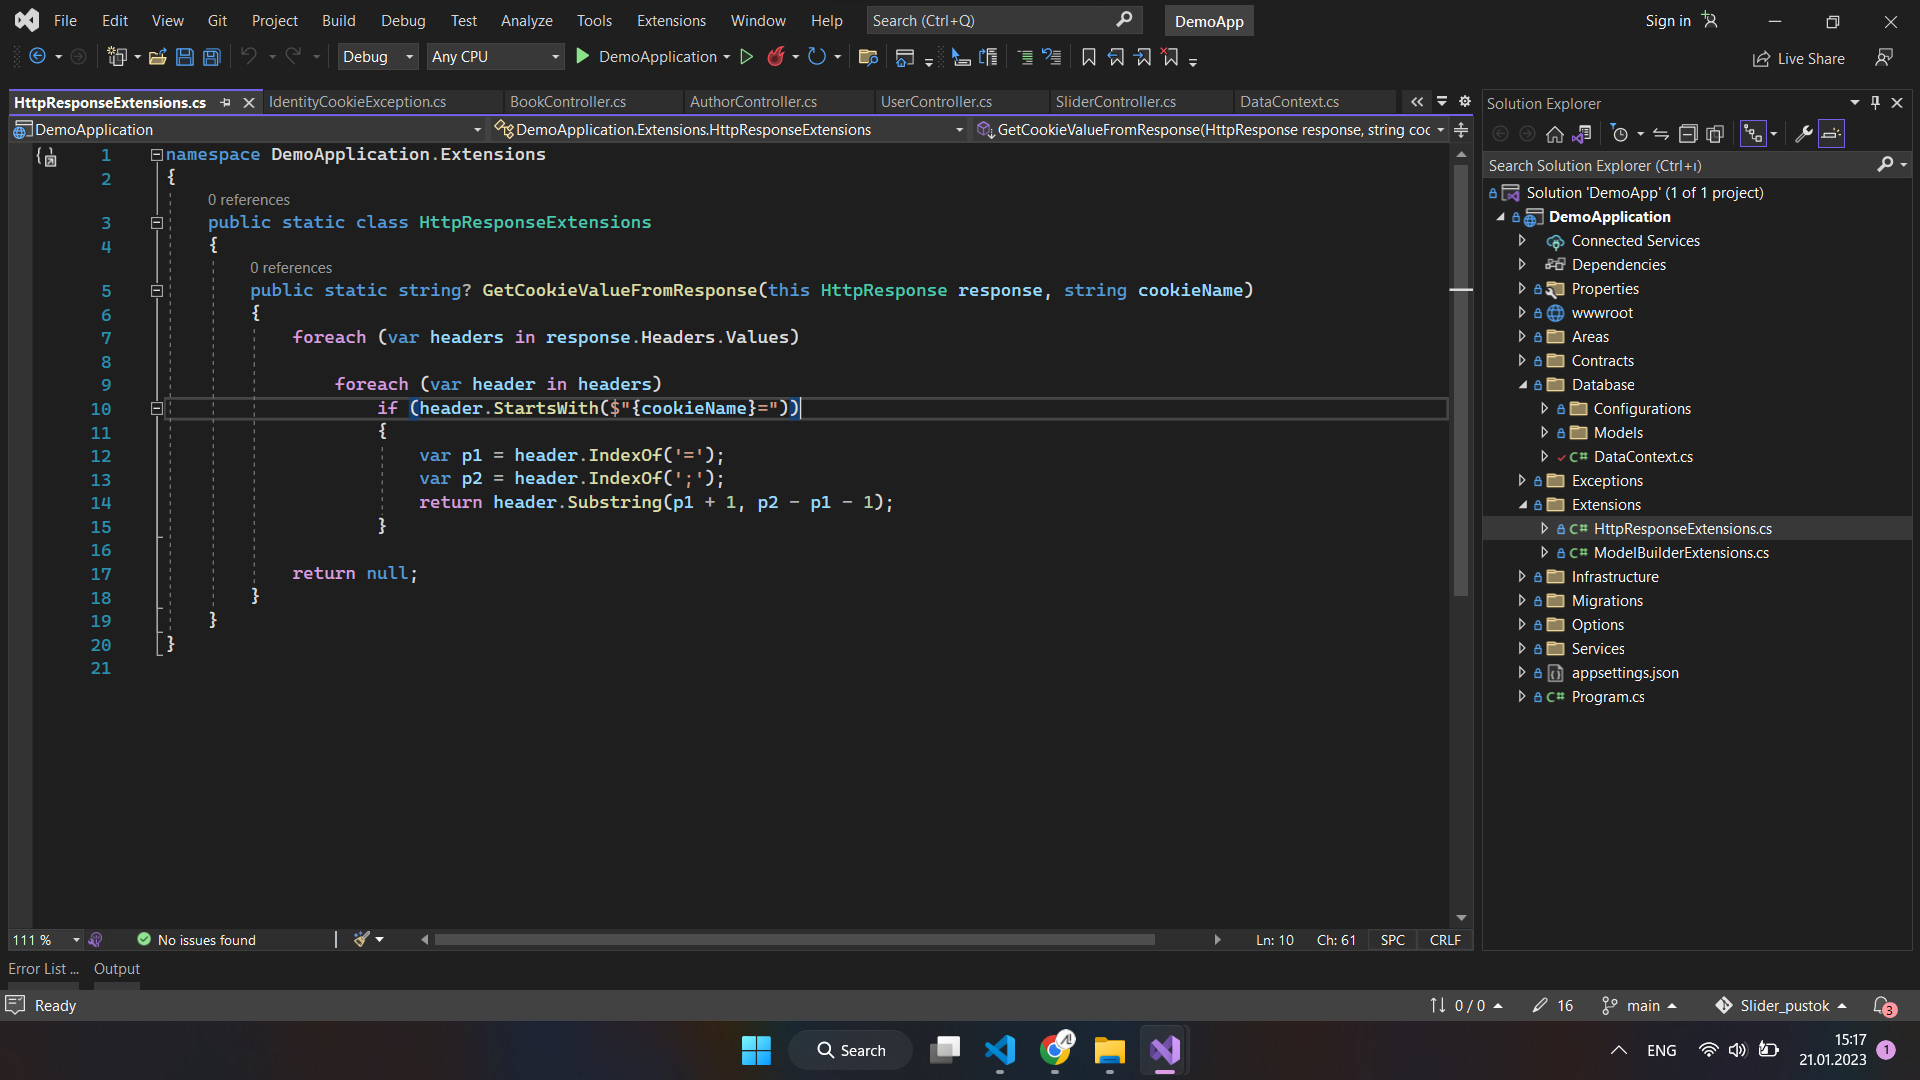 File Edit View Git Project Build Debug Test Analyze Tools Extensions Window Help Search (Ctrl+Q) DemoApp Sign in
Debug Any CPU DemoApplication Live Share
HttpResponseExtensions.cs IdentityCookieException.cs BookController.cs AuthorController.cs UserController.cs SliderController.cs DataContext.cs
DemoApplication DemoApplication.Extensions.HttpResponseExtensions GetCookieValueFromResponse(HttpResponse response, string coc
1 namespace DemoApplication.Extensions
2 {
0 references
3 public static class HttpResponseExtensions
4 {
0 references
5 public static string? GetCookieValueFromResponse(this HttpResponse response, string cookieName)
6 {
7 foreach (var headers in response.Headers.Values)
8
9 foreach (var header in headers)
10 if (header.StartsWith($"{cookieName}="))
11 {
12 var p1 = header.IndexOf('=');
13 var p2 = header.IndexOf(';');
14 return header.Substring(p1 + 1, p2 - p1 - 1);
15 }
16
17 return null;
18 }
19 }
20 }
21
111 % No issues found Ln: 10 Ch: 61 SPC CRLF
Error List ... Output
Solution Explorer
Search Solution Explorer (Ctrl+ı)
Solution 'DemoApp' (1 of 1 project)
DemoApplication
Connected Services
Dependencies
Properties
wwwroot
Areas
Contracts
Database
Configurations
Models
C# DataContext.cs
Exceptions
Extensions
C# HttpResponseExtensions.cs
C# ModelBuilderExtensions.cs
Infrastructure
Migrations
Options
Services
appsettings.json
C# Program.cs
Ready 0 / 0 16 main Slider_pustok 3
Search ENG 15:17 1
21.01.2023